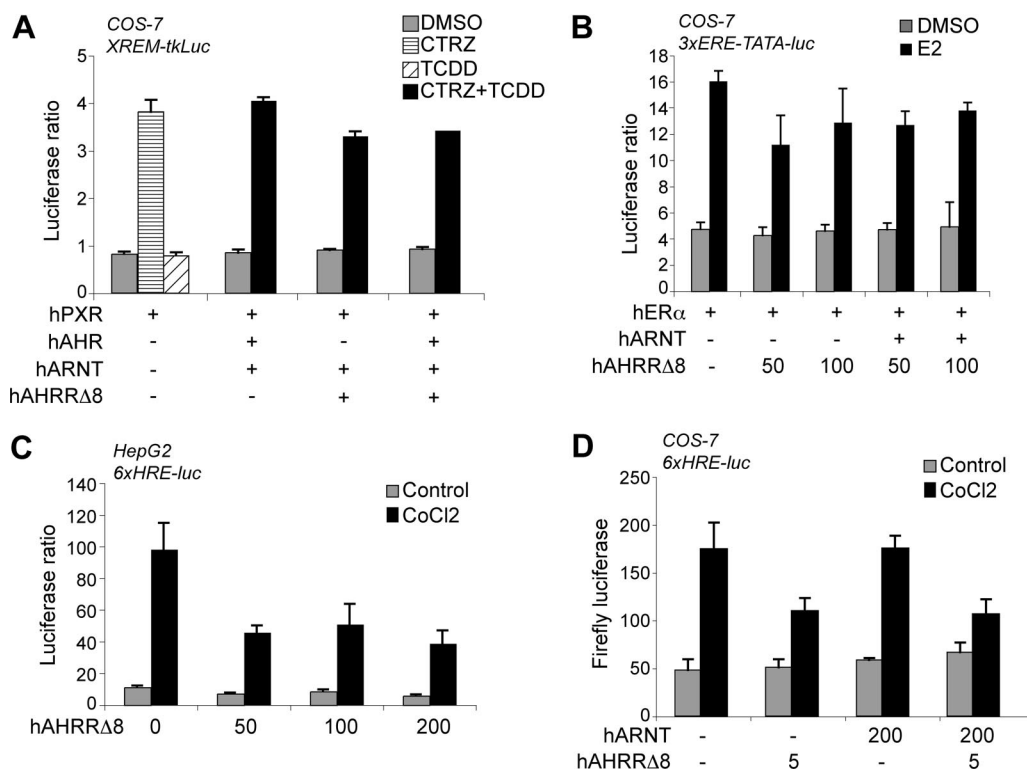 A
COS-7
XREM-tkLuc
DMSO
CTRZ
TCDD
CTRZ+TCDD
Luciferase ratio
5
4
3
2
1
0
hPXR + + + +
hAHR - + - +
hARNT - + + +
hAHRRΔ8 - - + +
B
COS-7
3xERE-TATA-luc
DMSO
E2
Luciferase ratio
18
16
14
12
10
8
6
4
2
0
hERα + + + + +
hARNT - - - + +
hAHRRΔ8 - 50 100 50 100
C
HepG2
6xHRE-luc
Control
CoCl2
Luciferase ratio
140
120
100
80
60
40
20
0
hAHRRΔ8 0 50 100 200
D
COS-7
6xHRE-luc
Control
CoCl2
Firefly luciferase
250
200
150
100
50
0
hARNT - - 200 200
hAHRRΔ8 - 5 - 5